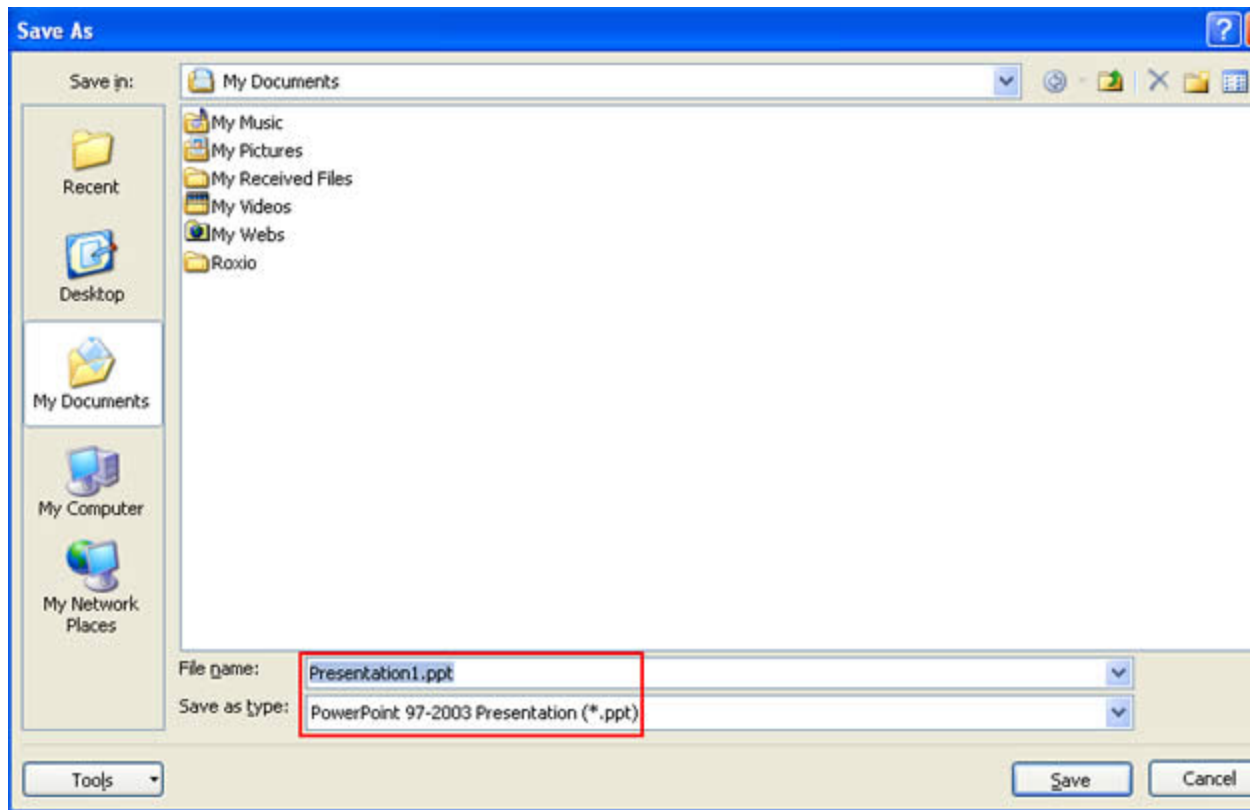 Save As
?
Save in:
My Documents
Recent
Desktop
My Documents
My Computer
My Network
Places
My Music
My Pictures
My Received Files
My Videos
My Webs
Roxio
File name:
Presentation1.ppt
Save as type:
PowerPoint 97-2003 Presentation (*.ppt)
Tools
Save
Cancel